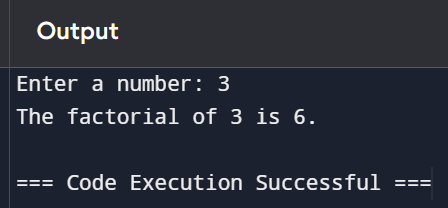 Output
Enter a number: 3
The factorial of 3 is 6.
=== Code Execution Successful ===